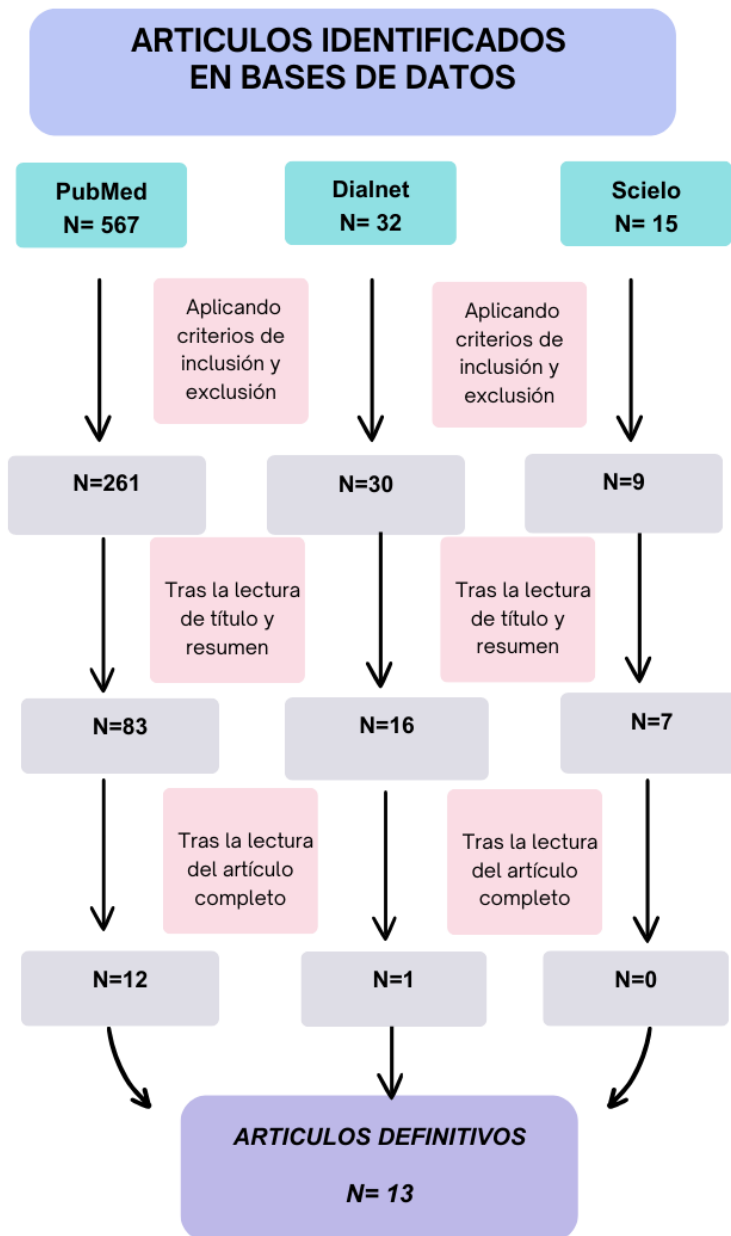 ARTICULOS IDENTIFICADOS
EN BASES DE DATOS
PubMed
N= 567
Dialnet
N= 32
Scielo
N= 15
Aplicando
criterios de
inclusión y
exclusión
Aplicando
criterios de
inclusión y
exclusión
N=261
N=30
N=9
Tras la lectura
de título y
resumen
Tras la lectura
de título y
resumen
N=83
N=16
N=7
Tras la lectura
del artículo
completo
Tras la lectura
del artículo
completo
N=12
N=1
N=0
ARTICULOS DEFINITIVOS
N= 13